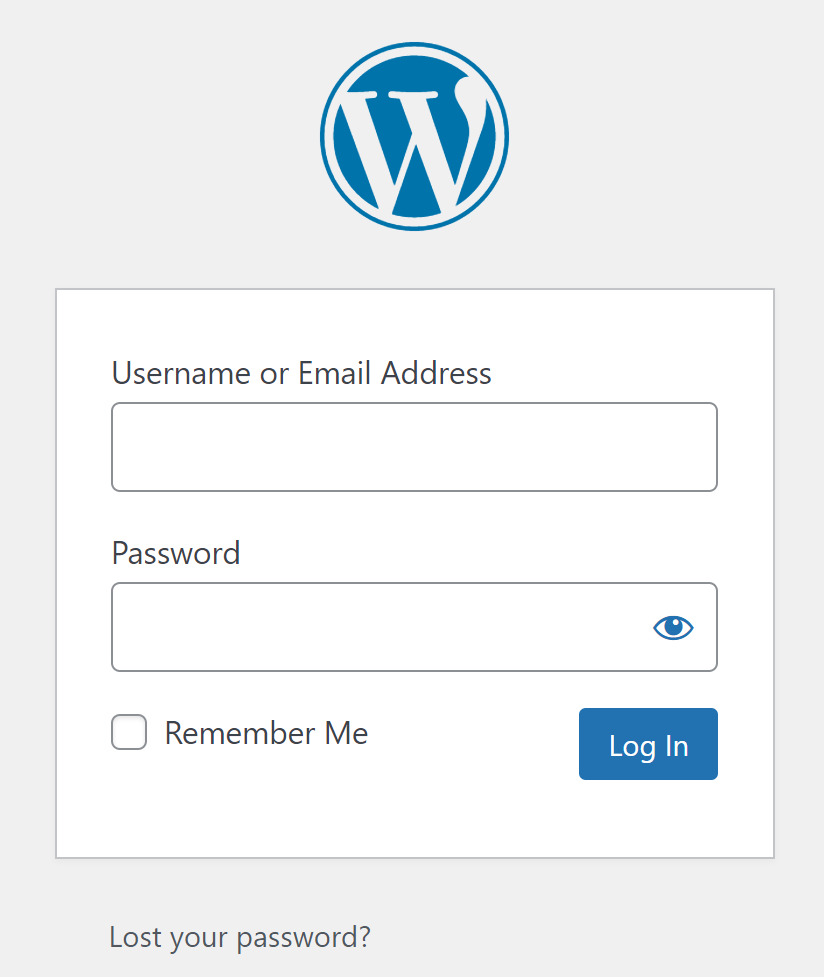 W
Username or Email Address
Password
Remember Me
Log In
Lost your password?